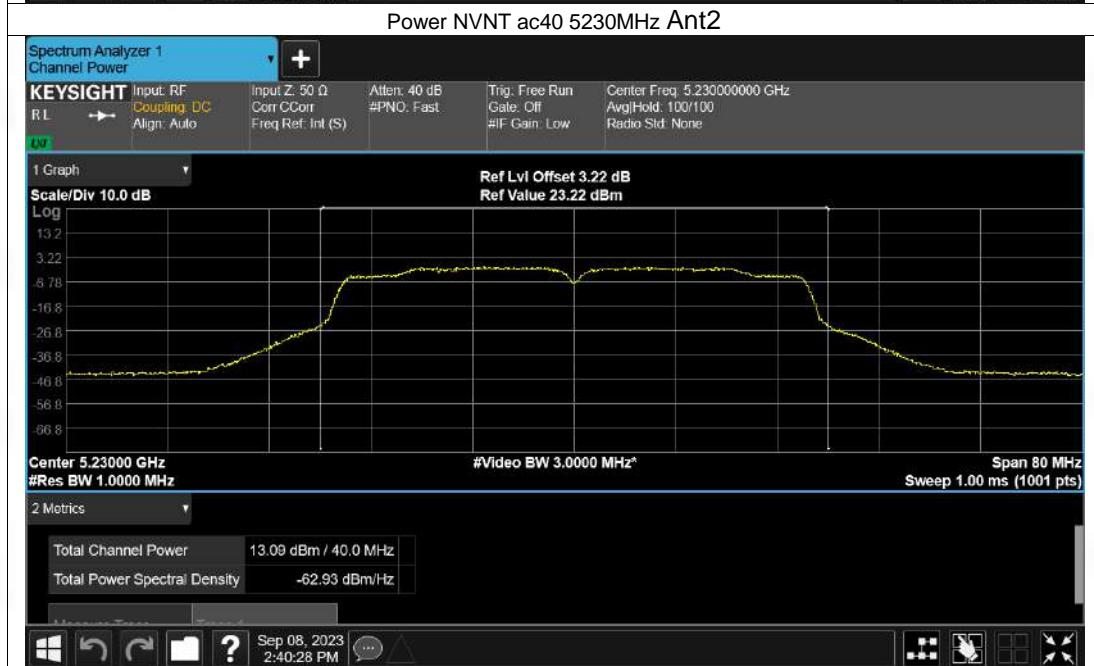 Power NVNT ac40 5230MHz Ant2
Spectrum Analyzer 1
Channel Power
+
KEYSIGHT
R L
LXI
Input: RF
Coupling: DC
Align: Auto
Input Z: 50 Ω
Corr CCorr
Freq Ref: Int (S)
Atten: 40 dB
#PNO: Fast
Trig: Free Run
Gate: Off
#IF Gain: Low
Center Freq: 5.230000000 GHz
Avg|Hold: 100/100
Radio Std: None
1 Graph
Scale/Div 10.0 dB
Ref Lvl Offset 3.22 dB
Ref Value 23.22 dBm
Log
13.2
3.22
-6.78
-16.8
-26.8
-36.8
-46.8
-56.8
-66.8
Center 5.23000 GHz
#Video BW 3.0000 MHz*
Span 80 MHz
#Res BW 1.0000 MHz
Sweep 1.00 ms (1001 pts)
2 Metrics
Total Channel Power 13.09 dBm / 40.0 MHz
Total Power Spectral Density -62.93 dBm/Hz
?
Sep 08, 2023
2:40:28 PM